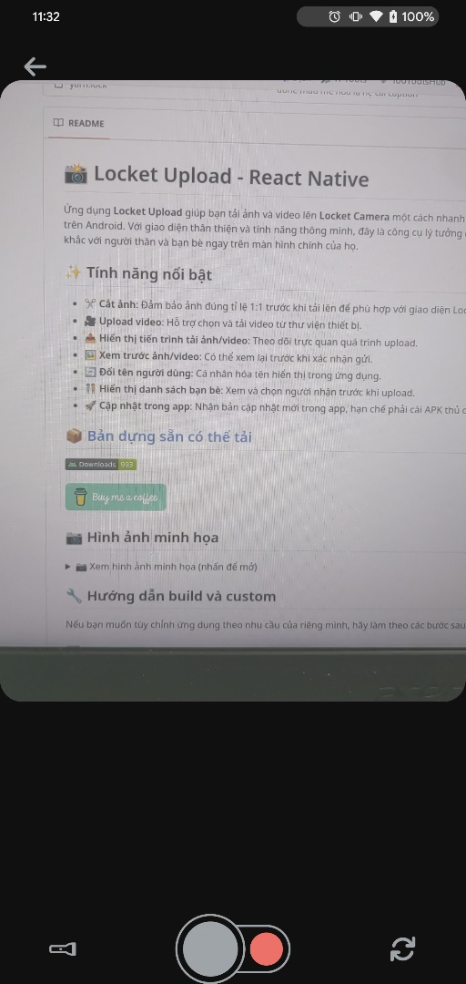 11:32
100%
README
Locket Upload - React Native
Ứng dụng Locket Upload giúp bạn tải ảnh và video lên Locket Camera một cách nhanh
trên Android. Với giao diện thân thiện và tính năng thông minh, đây là công cụ lý tưởng
khắc với người thân và bạn bè ngay trên màn hình chính của họ.
✨ Tính năng nổi bật
• ✂️ Cắt ảnh: Đảm bảo ảnh đúng tỉ lệ 1:1 trước khi tải lên để phù hợp với giao diện
• 🎥 Upload video: Hỗ trợ chọn và tải video từ thư viện thiết bị.
• 📤 Hiển thị tiến trình tải ảnh/video: Theo dõi trực quan quá trình upload.
• 🖼️ Xem trước ảnh/video: Có thể xem lại trước khi xác nhận gửi.
• 🔄 Đổi tên người dùng: Cá nhân hóa tên hiển thị trong ứng dụng.
• 👫 Hiển thị danh sách bạn bè: Xem và chọn người nhận trước khi upload.
• 🚀 Cập nhật trong app: Nhận bản cập nhật mới trong app, hạn chế phải cài APK thủ
📦 Bản dựng sẵn có thể tải
Downloads
Buy me a coffee
📷 Hình ảnh minh họa
▶ 📷 Xem hình ảnh minh họa (nhấn để mở)
🔧 Hướng dẫn build và custom
Nếu bạn muốn tùy chỉnh ứng dụng theo nhu cầu của riêng mình, hãy làm theo các bước sau